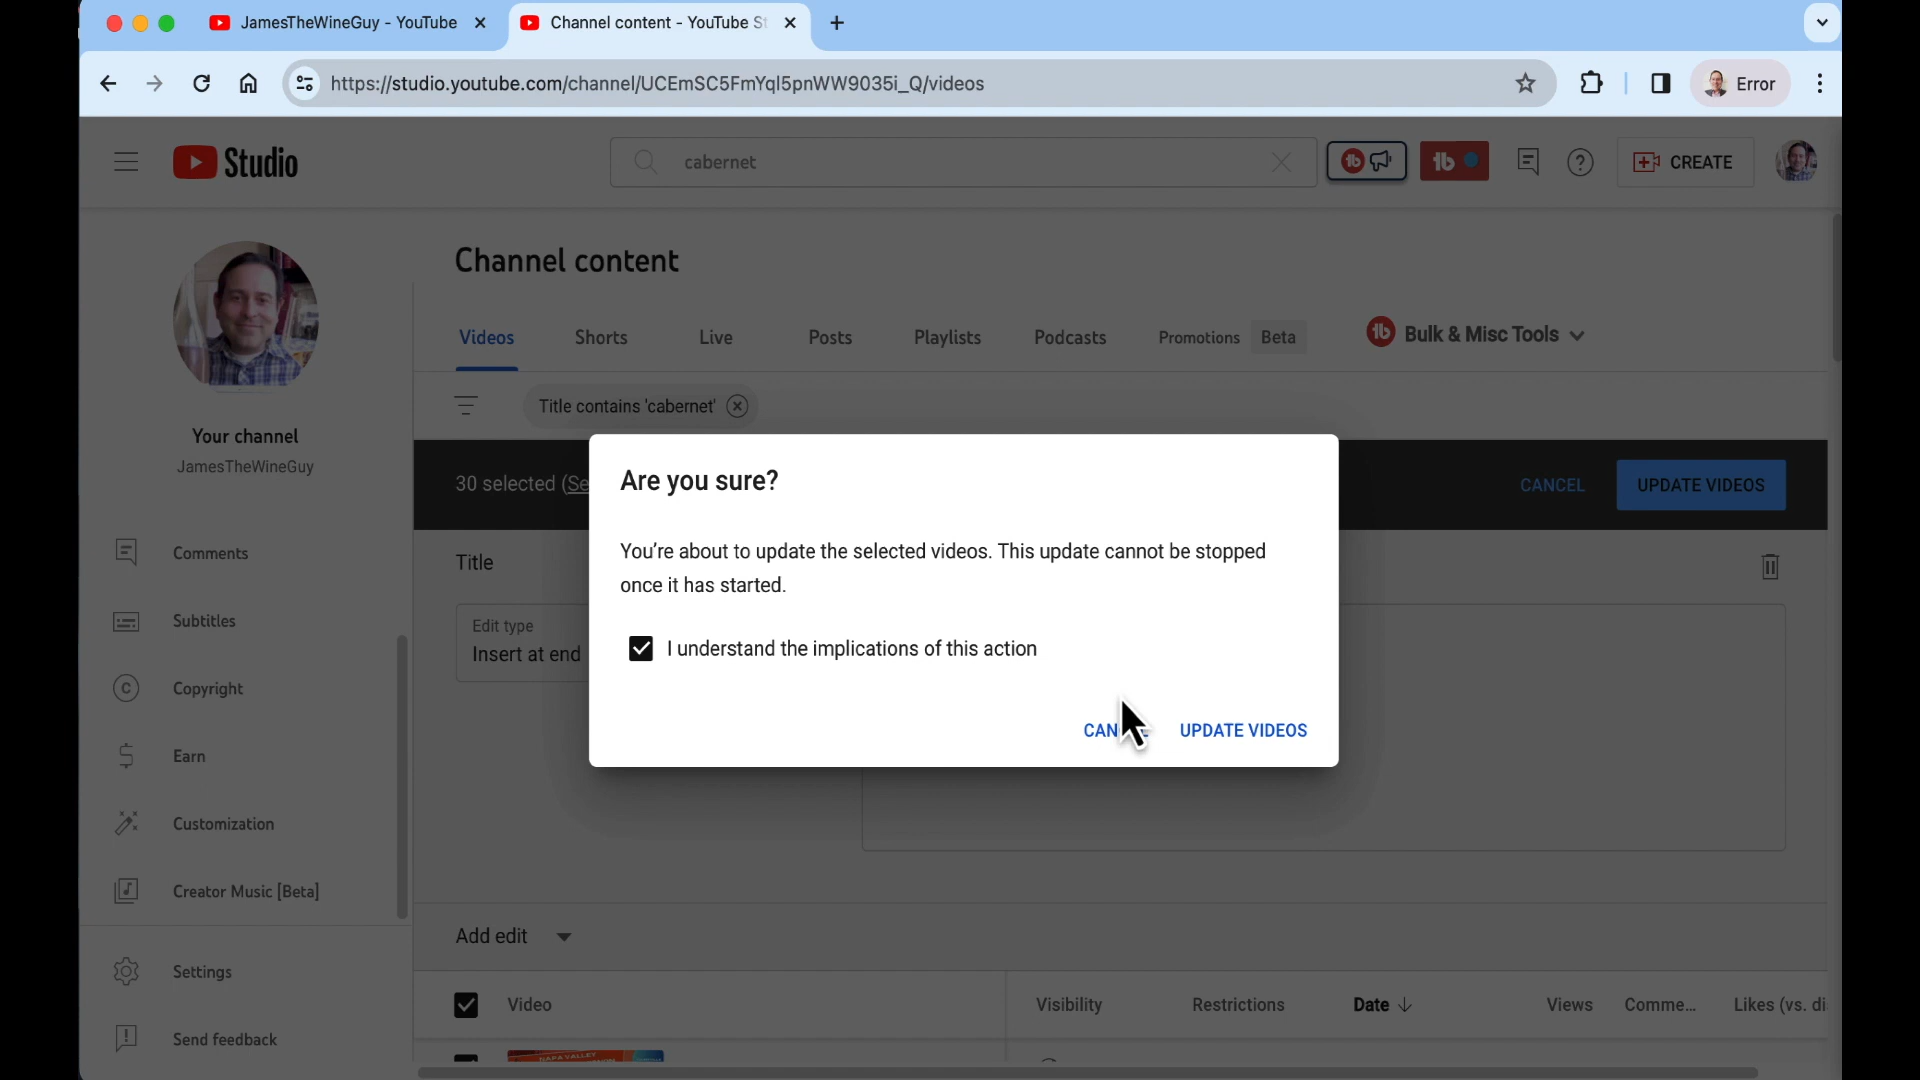 JamesTheWineGuy - YouTube
Channel content - YouTube St
https://studio.youtube.com/channel/UCEmSC5FmYql5pnWW9035i_Q/videos
Error
Studio
cabernet
CREATE
Channel content
Videos
Shorts
Live
Posts
Playlists
Podcasts
Promotions
Beta
Bulk & Misc Tools
Title contains 'cabernet'
Your channel
JamesTheWineGuy
30 selected (Se
CANCEL
UPDATE VIDEOS
Are you sure?
You're about to update the selected videos. This update cannot be stopped
once it has started.
I understand the implications of this action
UPDATE VIDEOS
Title
Edit type
Insert at end
Comments
Subtitles
Copyright
Earn
Customization
Creator Music [Beta]
Settings
Send feedback
Add edit
Video
Visibility
Restrictions
Date
Views
Comme...
Likes (vs. di
NAPA VALLEY